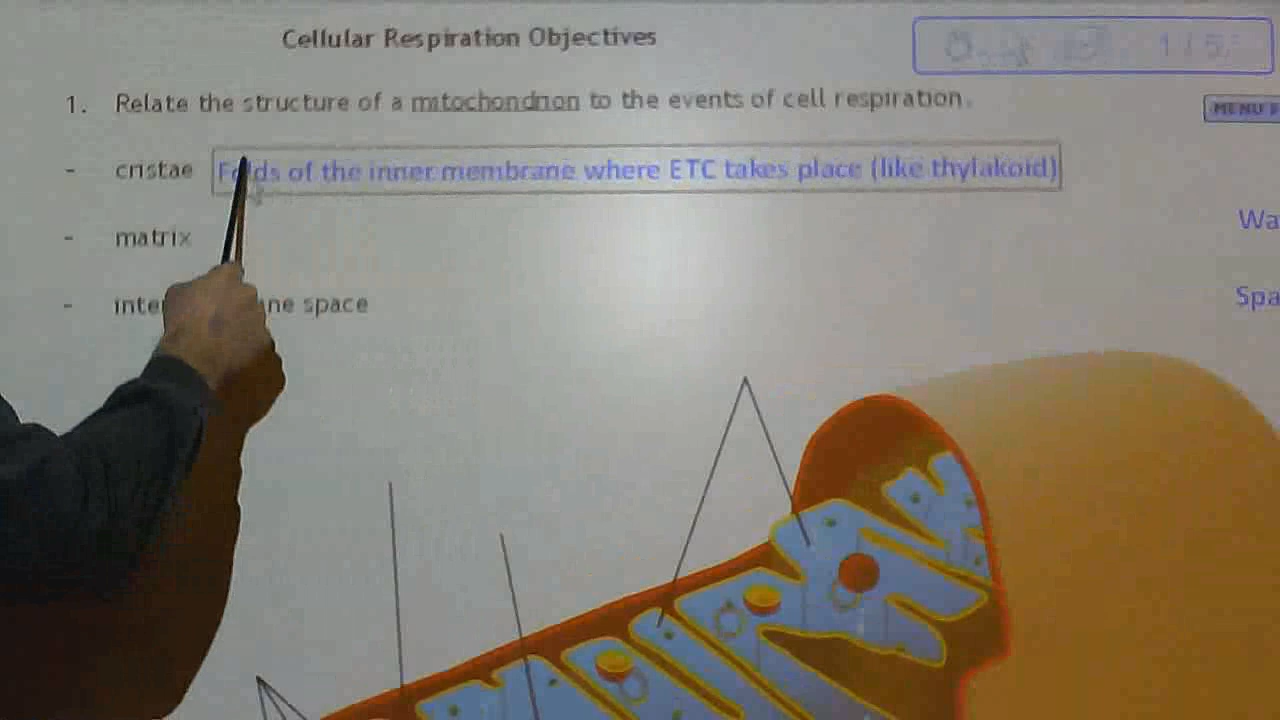 Cellular Respiration Objectives
1. Relate the structure of a mitochondrion to the events of cell respiration.
- cristae Folds of the inner membrane where ETC takes place (like thylakoid)
Wa
- matrix
Spa
- space
MENU